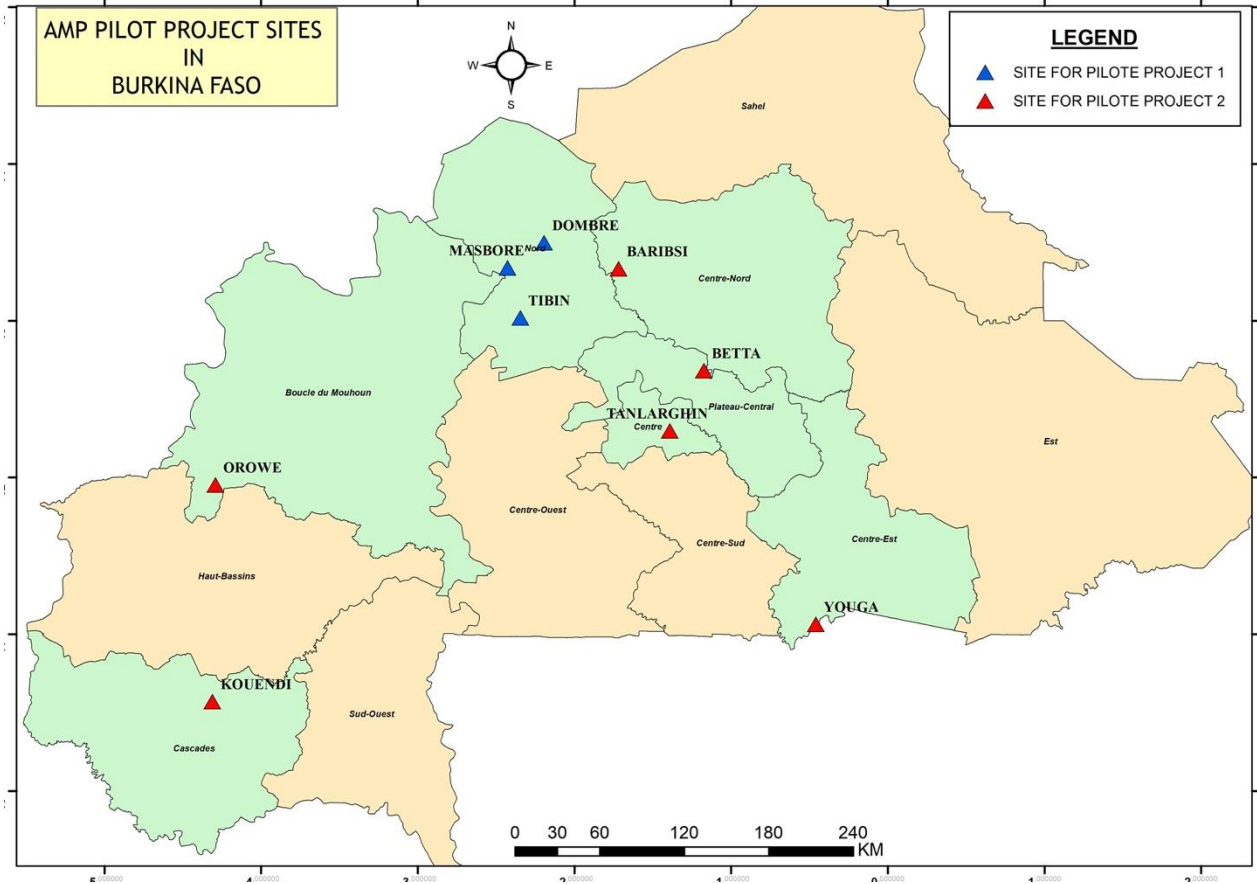 AMP PILOT PROJECT SITES
IN
BURKINA FASO
N
W
E
S
LEGEND
SITE FOR PILOTE PROJECT 1
SITE FOR PILOTE PROJECT 2
Sahel
DOMBRE
MASBORE
Nord
BARIBSI
Centre-Nord
TIBIN
BETTA
Boucle du Mouhoun
Plateau-Central
TANLARGHIN
Centre
Est
OROWE
Centre-Ouest
Centre-Est
Centre-Sud
Haut-Bassins
YOUGA
KOUENDI
Sud-Ouest
Cascades
0 30 60 120 180 240
KM